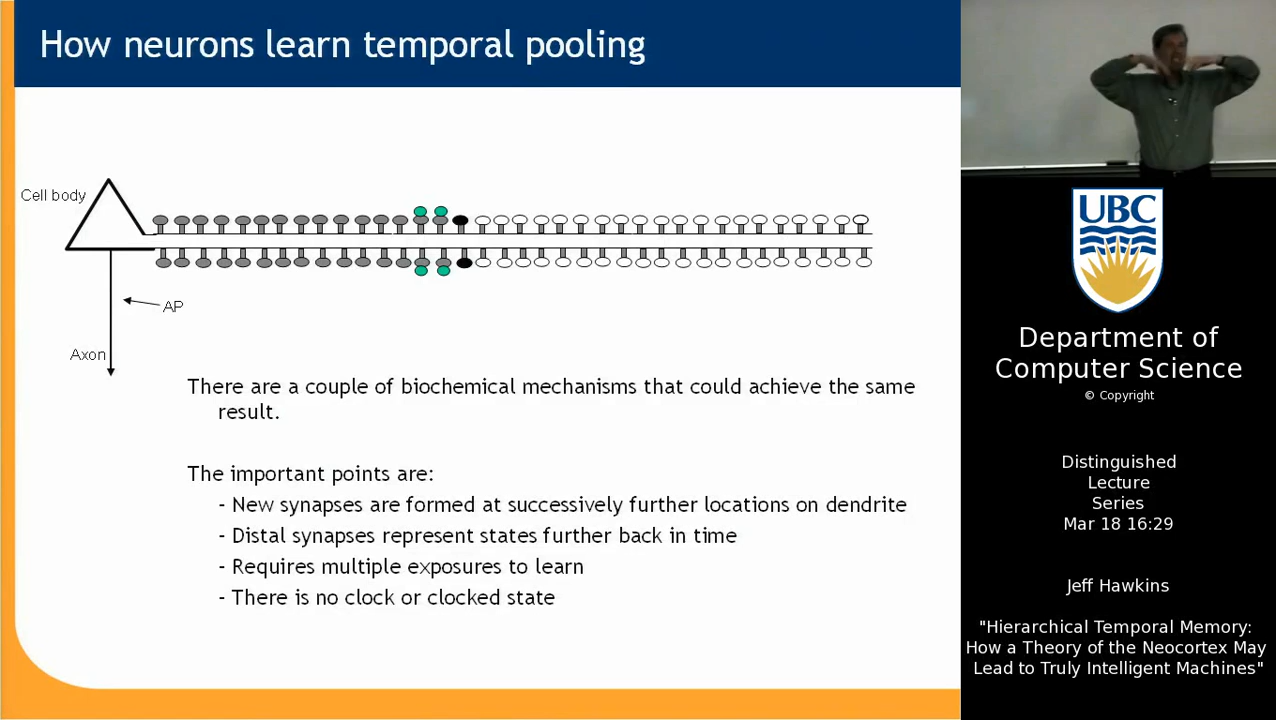 How neurons learn temporal pooling
Cell body
AP
Axon
There are a couple of biochemical mechanisms that could achieve the same
result.
The important points are:
- New synapses are formed at successively further locations on dendrite
- Distal synapses represent states further back in time
- Requires multiple exposures to learn
- There is no clock or clocked state
UBC
Department of
Computer Science
© Copyright
Distinguished
Lecture
Series
Mar 18 16:29
Jeff Hawkins
"Hierarchical Temporal Memory:
How a Theory of the Neocortex May
Lead to Truly Intelligent Machines"